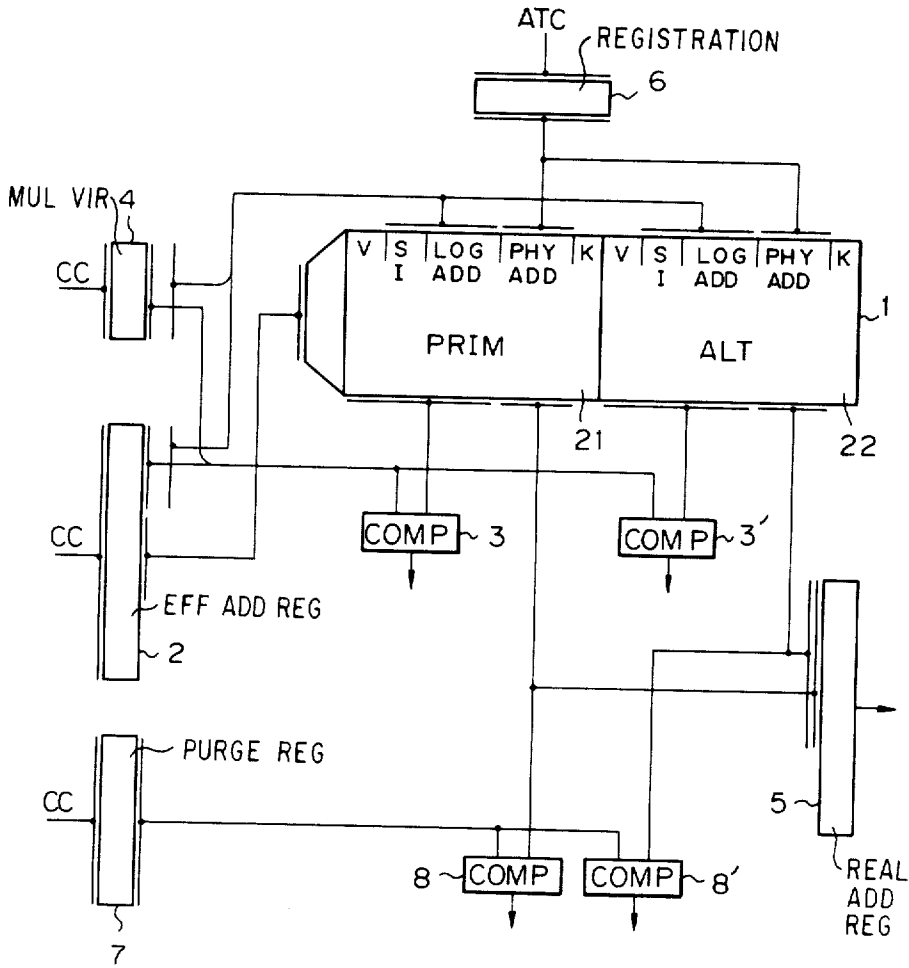 ATC
REGISTRATION
6
MUL VIR 4
CC
V S I LOG ADD PHY ADD K V S I LOG ADD PHY ADD K
1
PRIM
ALT
21
22
CC
COMP 3
COMP 3'
EFF ADD REG
2
PURGE REG
CC
5
8 COMP
COMP 8'
REAL
ADD
REG
7